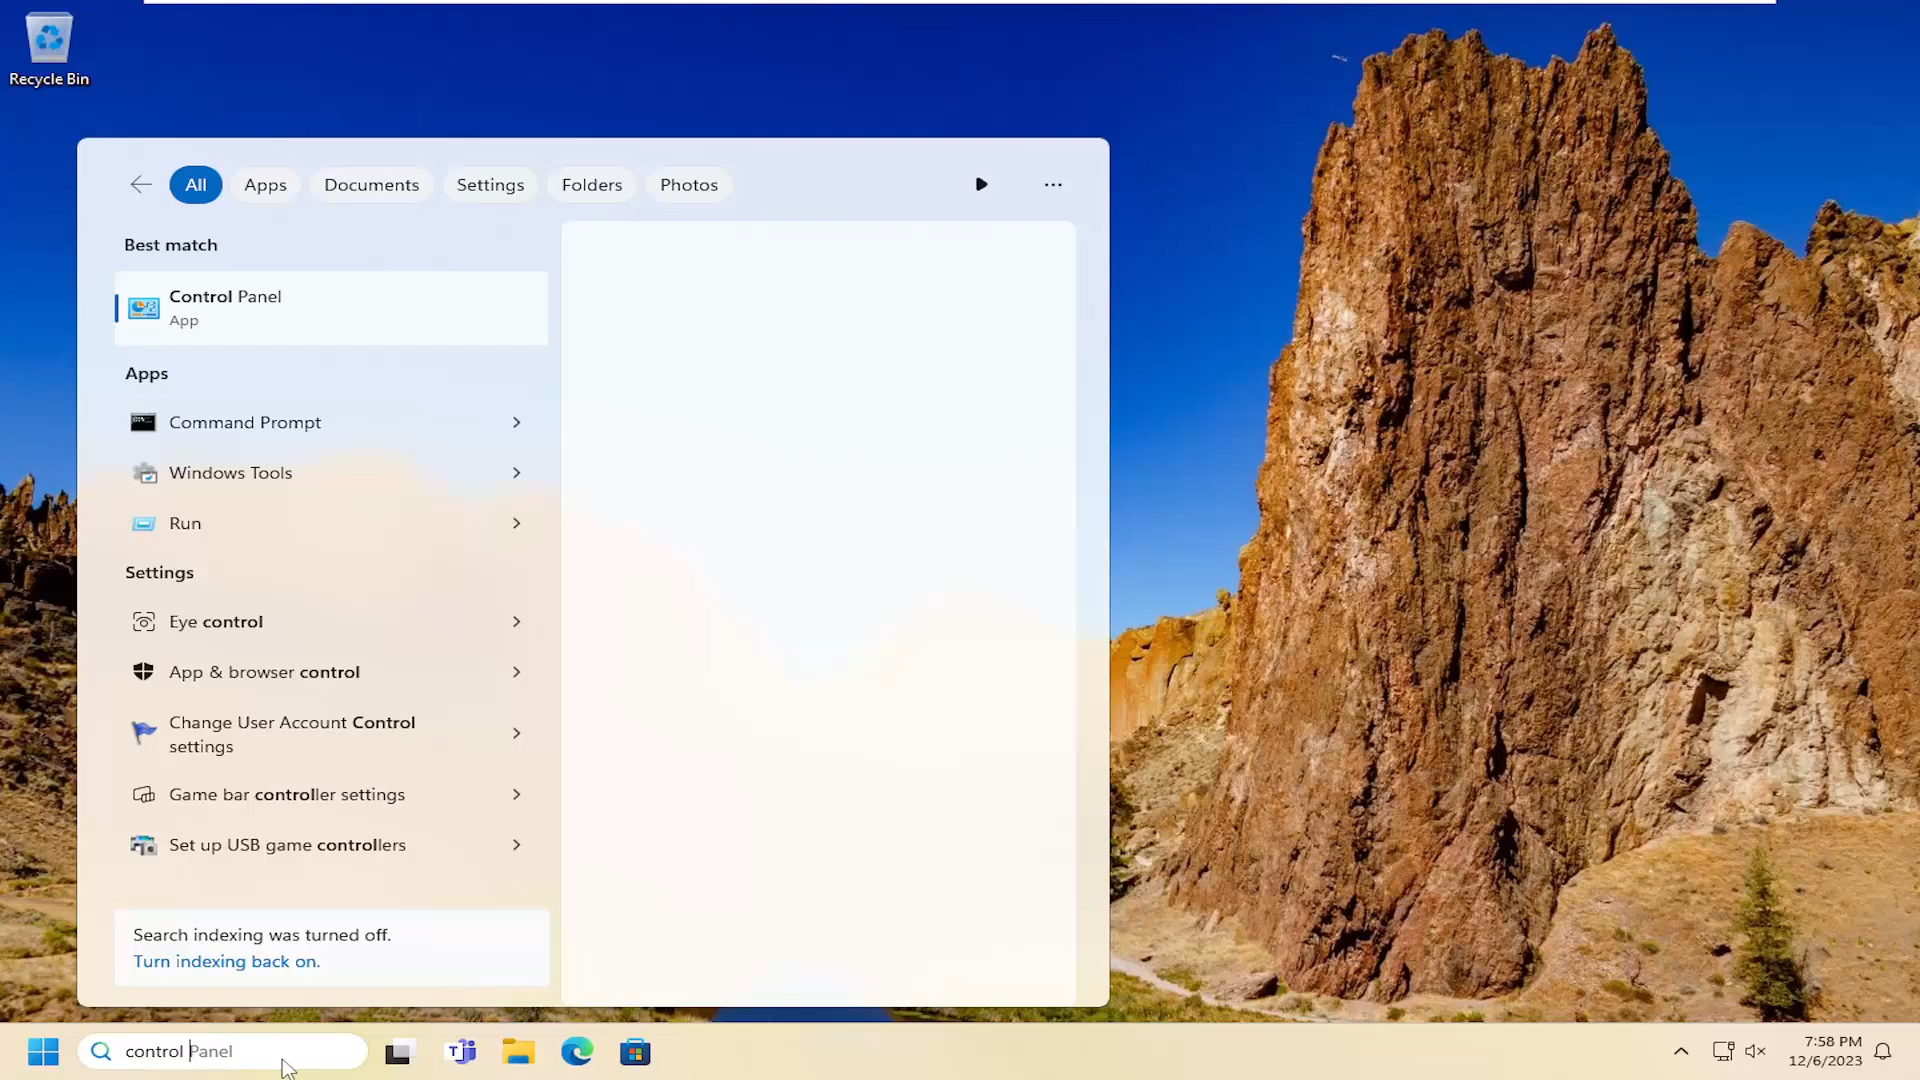 Recycle Bin
All
Apps
Documents
Settings
Folders
Photos
Best match
Control Panel
App
Apps
Command Prompt
Windows Tools
Run
Settings
Eye control
App & browser control
Change User Account Control
settings
Game bar controller settings
Set up USB game controllers
Search indexing was turned off.
Turn indexing back on.
control Panel
7:58 PM
12/6/2023